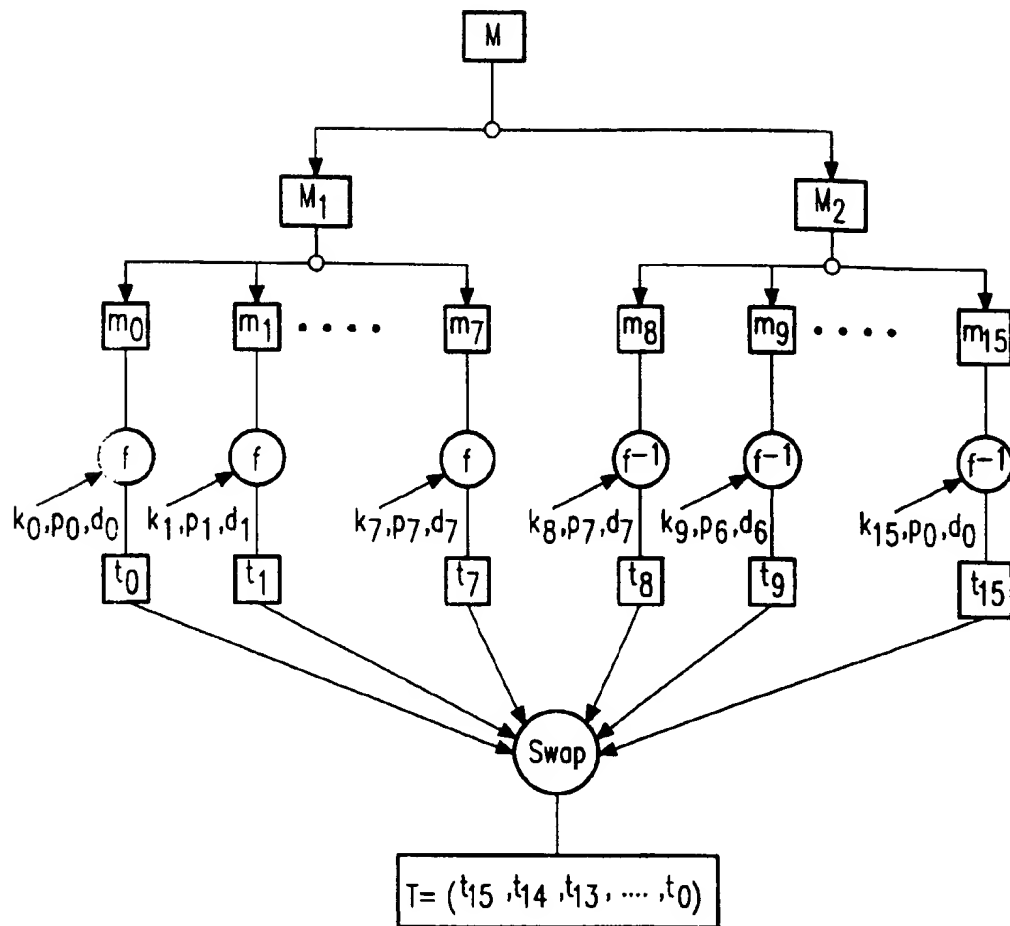 M
M₁ M₂
m₀ m₁ .... m₇ m₈ m₉ .... m₁₅
f f f f⁻¹ f⁻¹ f⁻¹
k₀,p₀,d₀ k₁,p₁,d₁ k₇,p₇,d₇ k₈,p₇,d₇ k₉,p₆,d₆ k₁₅,p₀,d₀
t₀ t₁ t₇ t₈ t₉ t₁₅
Swap
T= (t₁₅ ,t₁₄ ,t₁₃ , .... ,t₀)